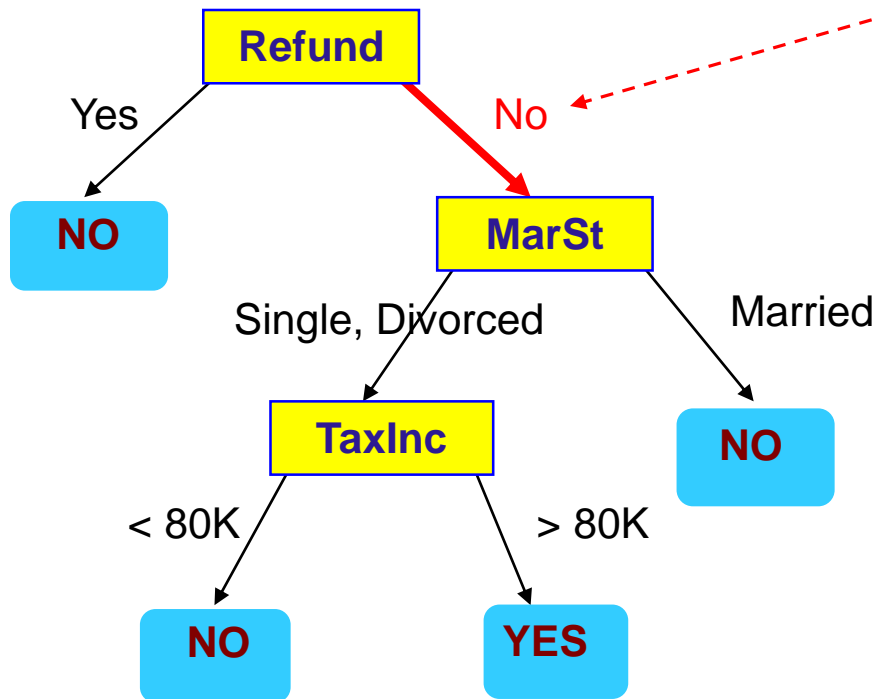 Refund
Yes
No
NO
MarSt
Single, Divorced
Married
TaxInc
NO
< 80K
> 80K
NO
YES